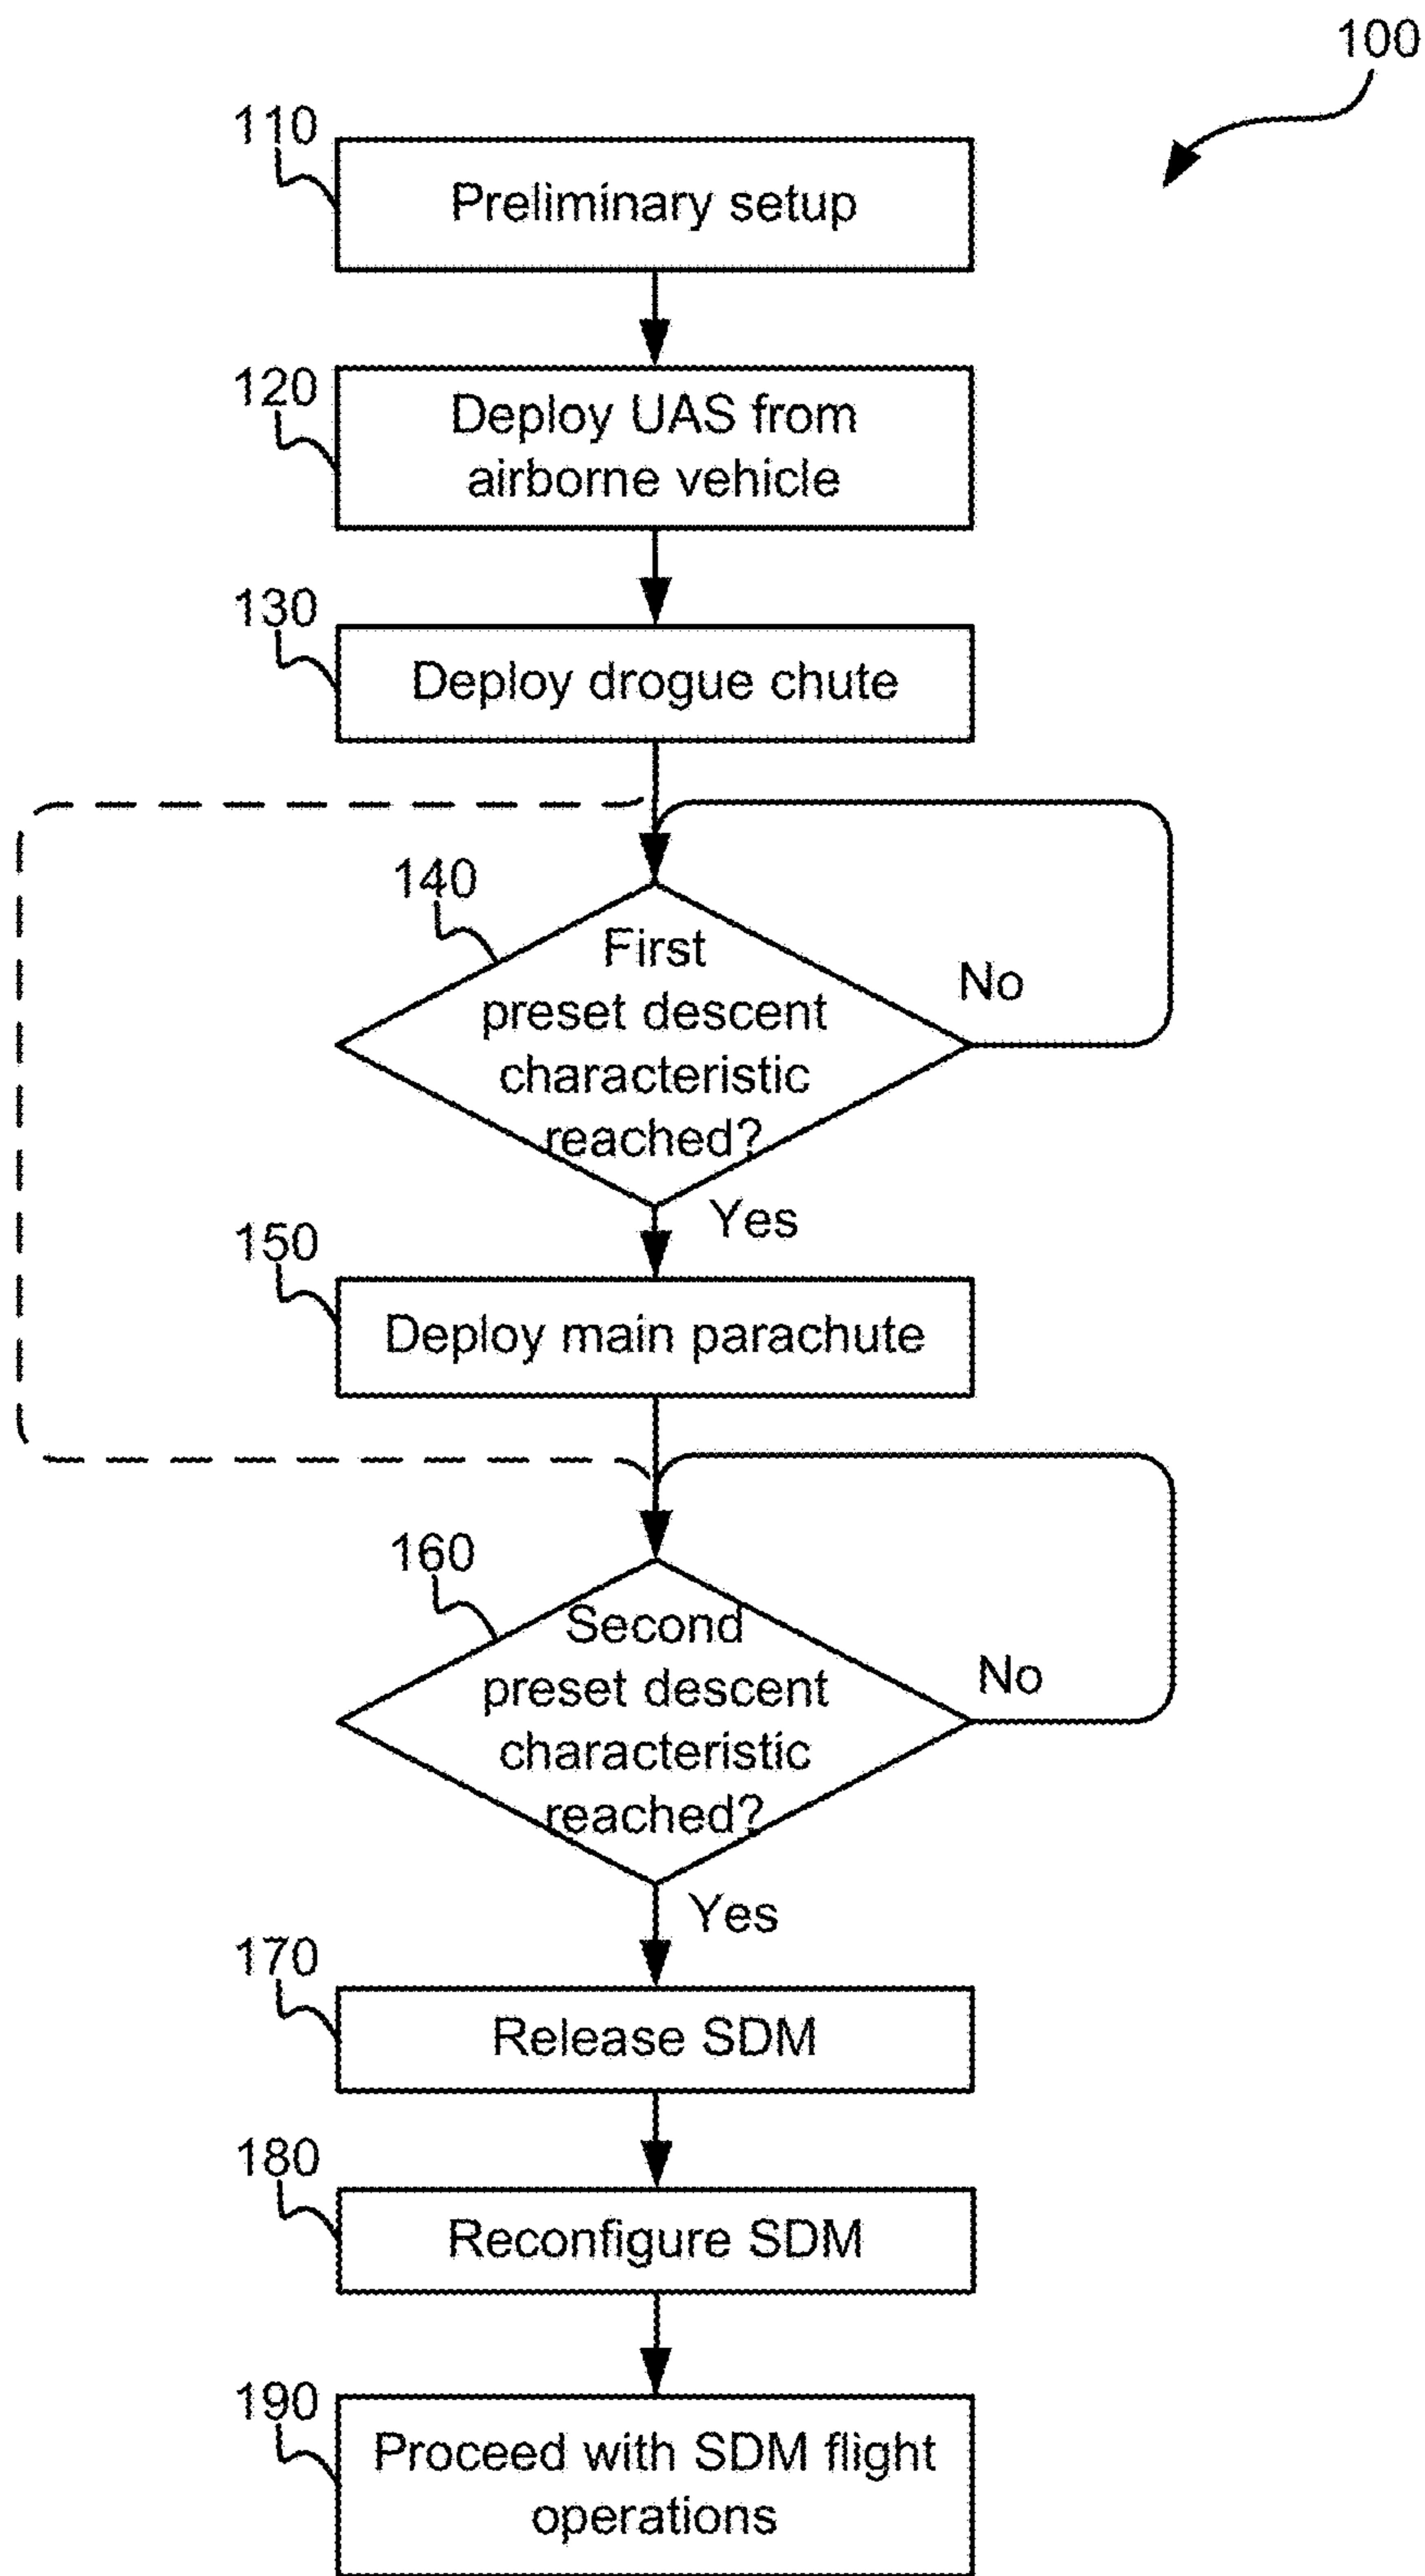 100
110
Preliminary setup
120
Deploy UAS from
airborne vehicle
130
Deploy drogue chute
140
First
preset descent
characteristic
reached?
No
Yes
150
Deploy main parachute
160
Second
preset descent
characteristic
reached?
No
Yes
170
Release SDM
180
Reconfigure SDM
190
Proceed with SDM flight
operations